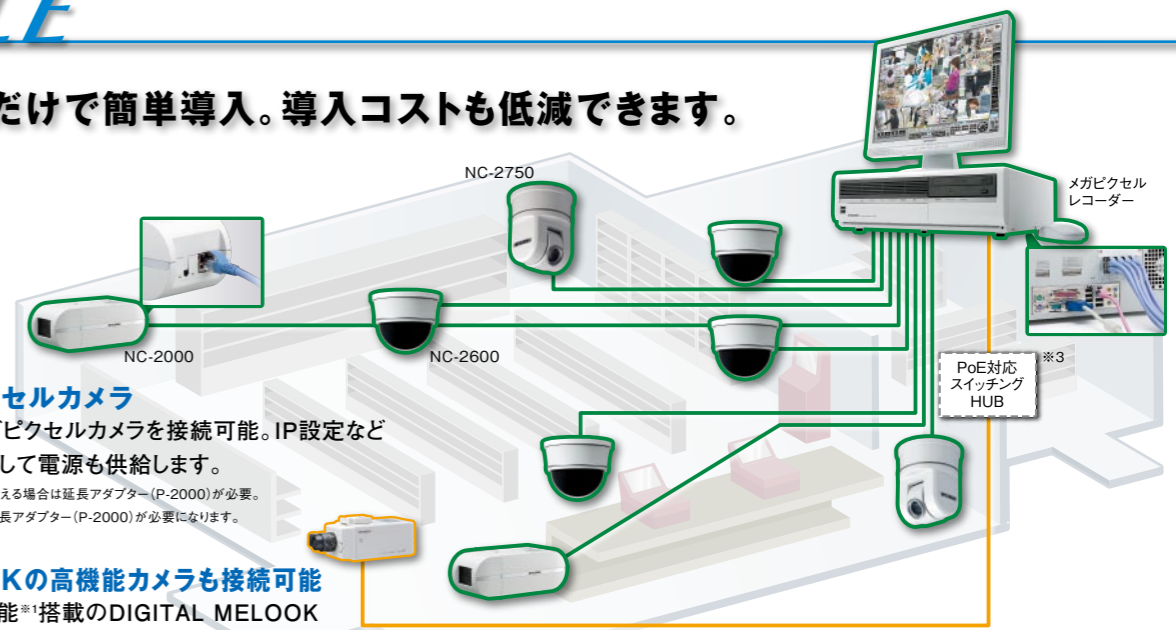 だけで簡単導入。導入コストも低減できます。
NC-2750
メガピクセル
レコーダー
NC-2000
NC-2600
※3
PoE対応
スイッチング
HUB
セルカメラ
ピクセルカメラを接続可能。IP設定など
して電源も供給します。
える場合は延長アダプター(P-2000)が必要。
長アダプター(P-2000)が必要になります。
Kの高機能カメラも接続可能
能※1搭載のDIGITAL MELOOK